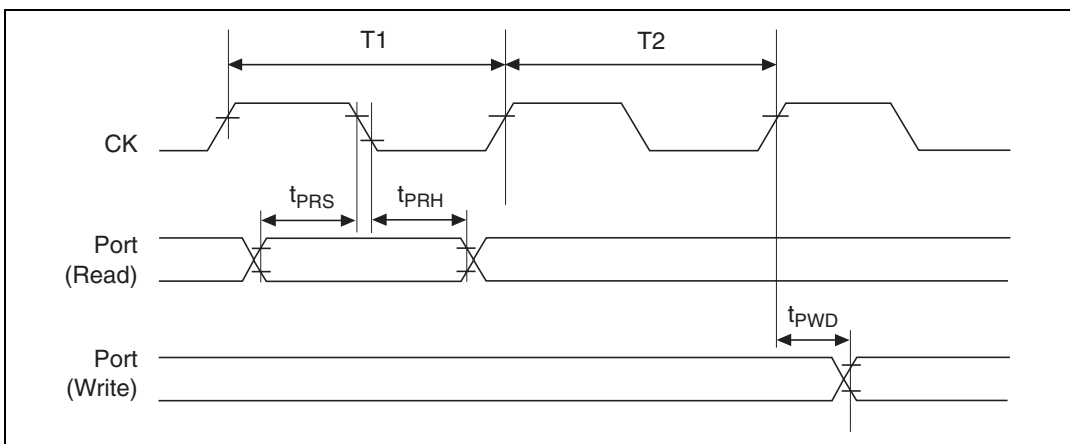 T1
T2
CK
tPRS
tPRH
Port
(Read)
tPWD
Port
(Write)